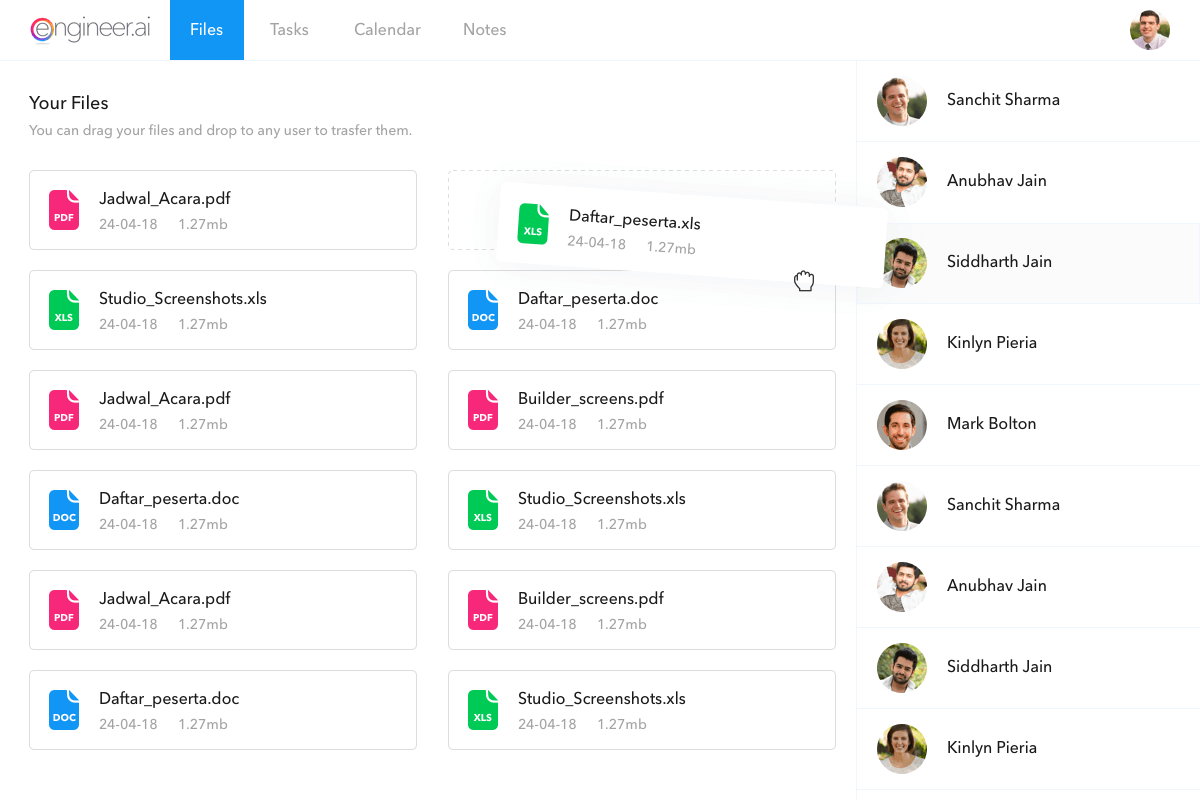 engineer.ai
Files
Tasks
Calendar
Notes
Your Files
You can drag your files and drop to any user to trasfer them.
PDF
Jadwal_Acara.pdf
24-04-18 1.27mb
XLS
Daftar_peserta.xls
24-04-18 1.27mb
XLS
Studio_Screenshots.xls
24-04-18 1.27mb
DOC
Daftar_peserta.doc
24-04-18 1.27mb
PDF
Jadwal_Acara.pdf
24-04-18 1.27mb
PDF
Builder_screens.pdf
24-04-18 1.27mb
DOC
Daftar_peserta.doc
24-04-18 1.27mb
XLS
Studio_Screenshots.xls
24-04-18 1.27mb
PDF
Jadwal_Acara.pdf
24-04-18 1.27mb
PDF
Builder_screens.pdf
24-04-18 1.27mb
DOC
Daftar_peserta.doc
24-04-18 1.27mb
XLS
Studio_Screenshots.xls
24-04-18 1.27mb
Sanchit Sharma
Anubhav Jain
Siddharth Jain
Kinlyn Pieria
Mark Bolton
Sanchit Sharma
Anubhav Jain
Siddharth Jain
Kinlyn Pieria